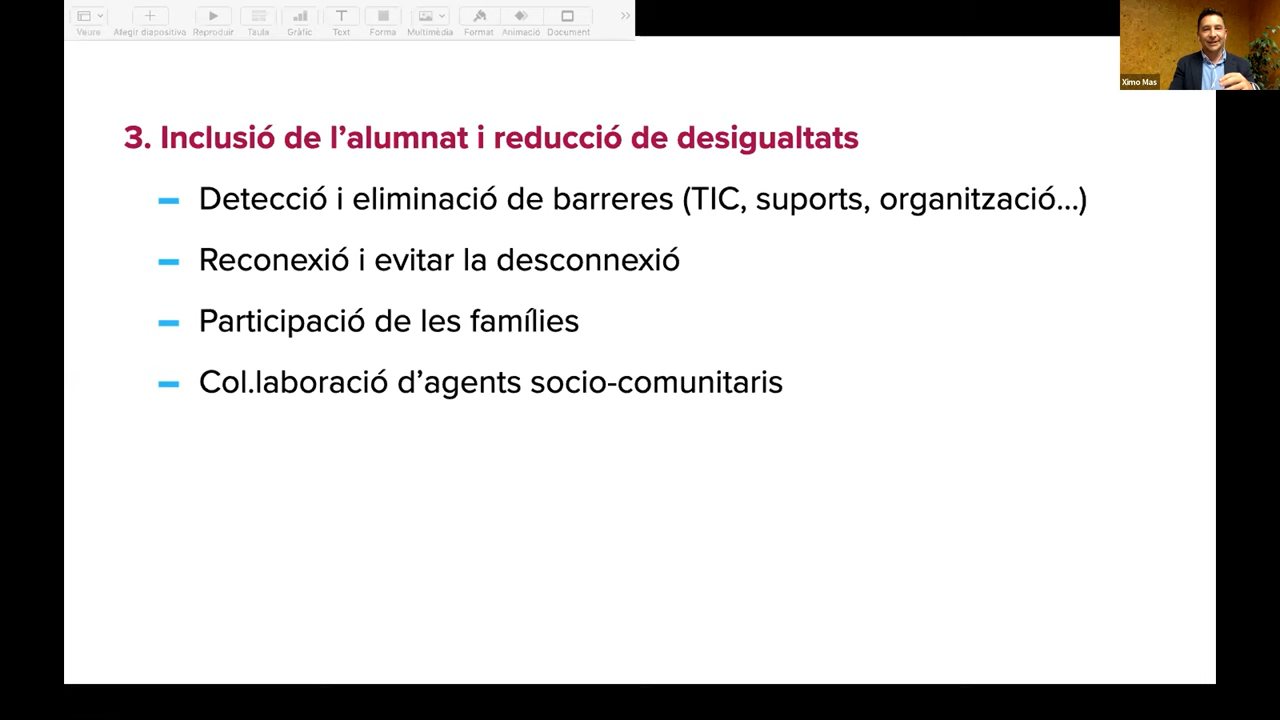 Veure Afegir diapositiva Reproduir Taula Gràfic Text Forma Multimèdia Format Animació Document
Ximo Mas
3. Inclusió de l’alumnat i reducció de desigualtats
Detecció i eliminació de barreres (TIC, suports, organització...)
Reconexió i evitar la desconnexió
Participació de les famílies
Col.laboració d’agents socio-comunitaris